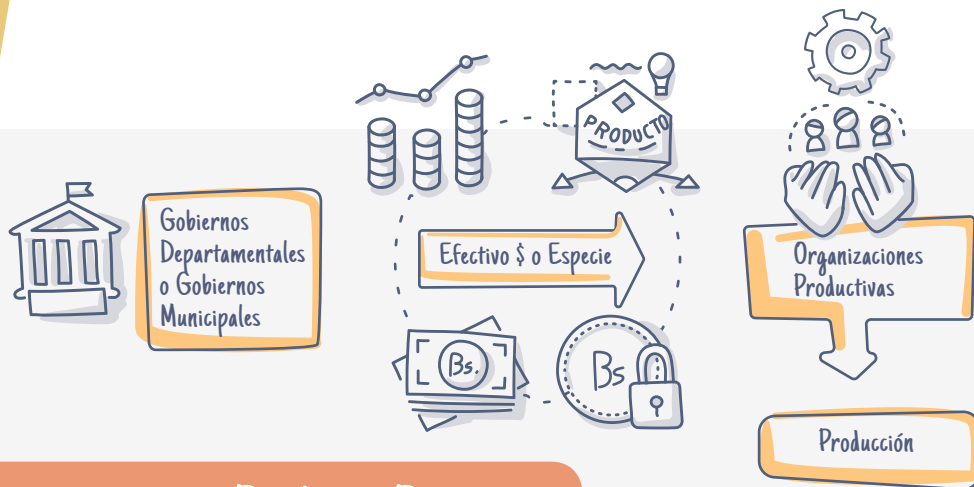 PRODUCTO
Gobiernos
Departamentales
o Gobiernos
Municipales
Efectivo $ o Especie
Organizaciones
Productivas
Bs.
Bs
Producción